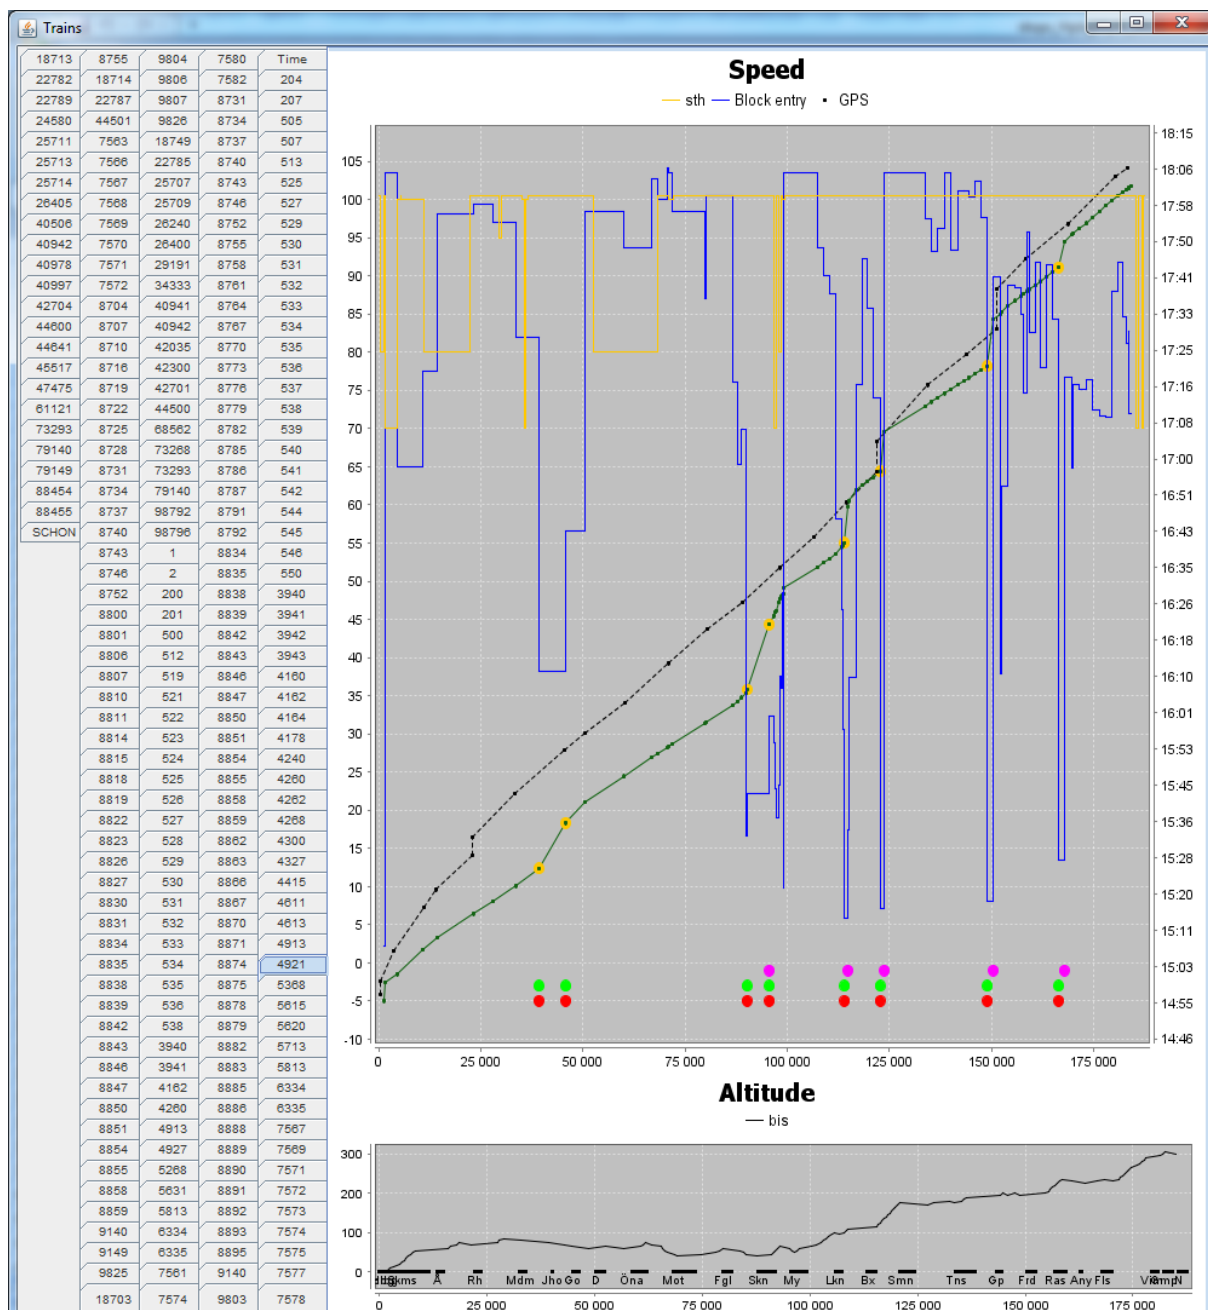 Trains
18713 8755 9804 7580 Time
22782 18714 9806 7582 204
22789 22787 9807 8731 207
24580 44501 9826 8734 505
25711 7563 18749 8737 507
25713 7566 22785 8740 513
25714 7567 25707 8743 525
26405 7568 25709 8746 527
40506 7569 26240 8752 529
40942 7570 26400 8755 530
40978 7571 29191 8758 531
40997 7572 34333 8761 532
42704 8704 40941 8764 533
44600 8707 40942 8767 534
44641 8710 42035 8770 535
45517 8716 42300 8773 536
47475 8719 42701 8776 537
61121 8722 44500 8779 538
73293 8725 68562 8782 539
79140 8728 73268 8785 540
79149 8731 73293 8786 541
88454 8734 79140 8787 542
88455 8737 98792 8791 544
SCHON 8740 98796 8792 545
8743 1 8834 546
8746 2 8835 550
8752 200 8838 3940
8800 201 8839 3941
8801 500 8842 3942
8806 512 8843 3943
8807 519 8846 4160
8810 521 8847 4162
8811 522 8850 4164
8814 523 8851 4178
8815 524 8854 4240
8818 525 8855 4260
8819 526 8858 4262
8822 527 8859 4268
8823 528 8862 4300
8826 529 8863 4327
8827 530 8866 4415
8830 531 8867 4611
8831 532 8870 4613
8834 533 8871 4913
8835 534 8874 4921
8838 535 8875 5368
8839 536 8878 5615
8842 538 8879 5620
8843 3940 8882 5713
8846 3941 8883 5813
8847 4162 8885 6334
8850 4260 8886 6335
8851 4913 8888 7567
8854 4927 8889 7569
8855 5268 8890 7571
8858 5631 8891 7572
8859 5813 8892 7573
9140 6334 8893 7574
9149 6335 8895 7575
9825 7561 9140 7577
18703 7574 9803 7578
Speed
sth Block entry GPS
105
100
95
90
85
80
75
70
65
60
55
50
45
40
35
30
25
20
15
10
5
0
-5
-10
18:15
18:06
17:58
17:50
17:41
17:33
17:25
17:16
17:08
17:00
16:51
16:43
16:35
16:26
16:18
16:10
16:01
15:53
15:45
15:36
15:28
15:20
15:11
15:03
14:55
14:46
0 25 000 50 000 75 000 100 000 125 000 150 000 175 000
Altitude
bis
300
200
100
0
Å Rh Mdm Jho Go D Öna Mot Fgl Skn My Lkn Bx Smn Tns Gp Frd Ras Any Fls
0 25 000 50 000 75 000 100 000 125 000 150 000 175 000